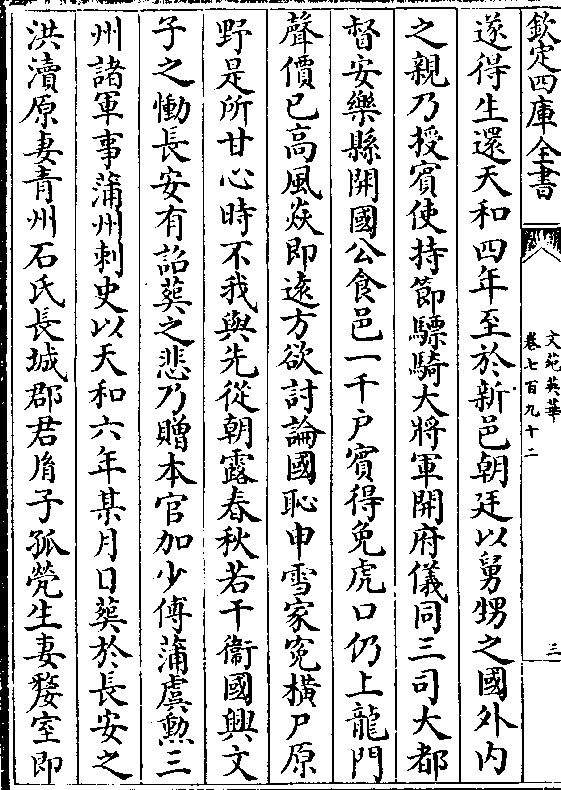 欽定四庫全書
文苑英華
卷七百九十二
三
遂得生還天和四年至於新邑朝廷以舅甥之國外内
之親乃授賓使持節驃騎大將軍開府儀同三司大都
督安樂縣開國公食邑一千户賓得免虎口仍上龍門
聲價已高風猋即逺方欲討論國恥申雪家寃橫尸原
野是所甘心時不我與先從朝露春秋若干衞國興文
子之慟長安有詔葬之悲乃贈本官加少傅蒲虞勲三
州諸軍事蒲州刺史以天和六年某月日葬於長安之
洪瀆原妻青州石氏長城郡君㣧子孤㷀生妻嫠室即